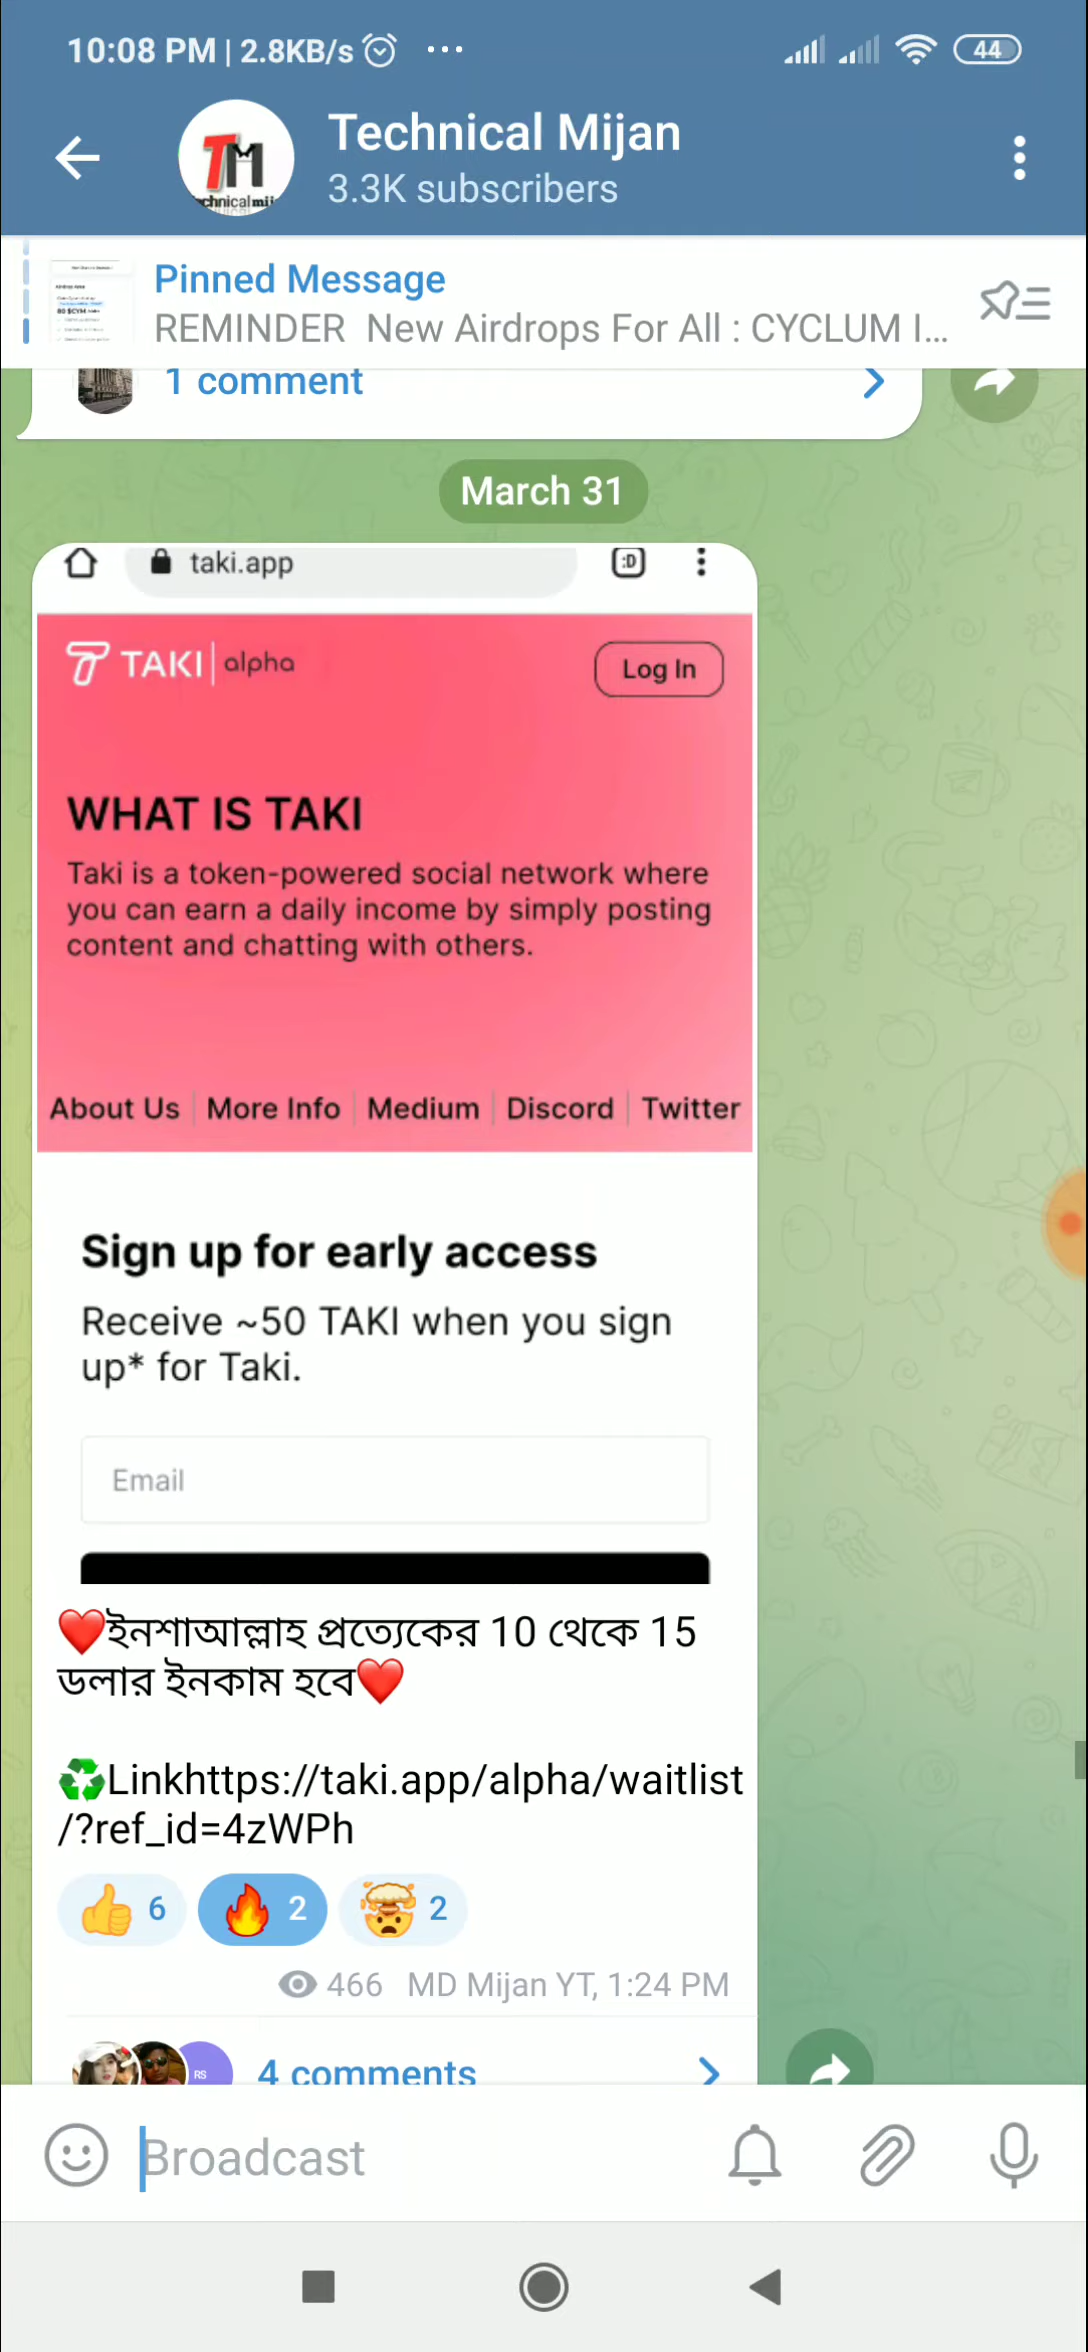 10:08 PM | 2.8KB/s ...
44
TM
chnical mij
Technical Mijan
3.3K subscribers
Pinned Message
REMINDER New Airdrops For All : CYCLUM I...
1 comment
March 31
taki.app
:D
TAKI | alpha
Log In
WHAT IS TAKI
Taki is a token-powered social network where
you can earn a daily income by simply posting
content and chatting with others.
About Us | More Info | Medium | Discord | Twitter
Sign up for early access
Receive ~50 TAKI when you sign
up* for Taki.
Email
❤️ইনশাআল্লাহ প্রত্যেকের 10 থেকে 15
ডলার ইনকাম হবে❤️
♻️Linkhttps://taki.app/alpha/waitlist
/?ref_id=4zWPh
👍 6 🔥 2 🤯 2
466 MD Mijan YT, 1:24 PM
RS
4 comments
Broadcast